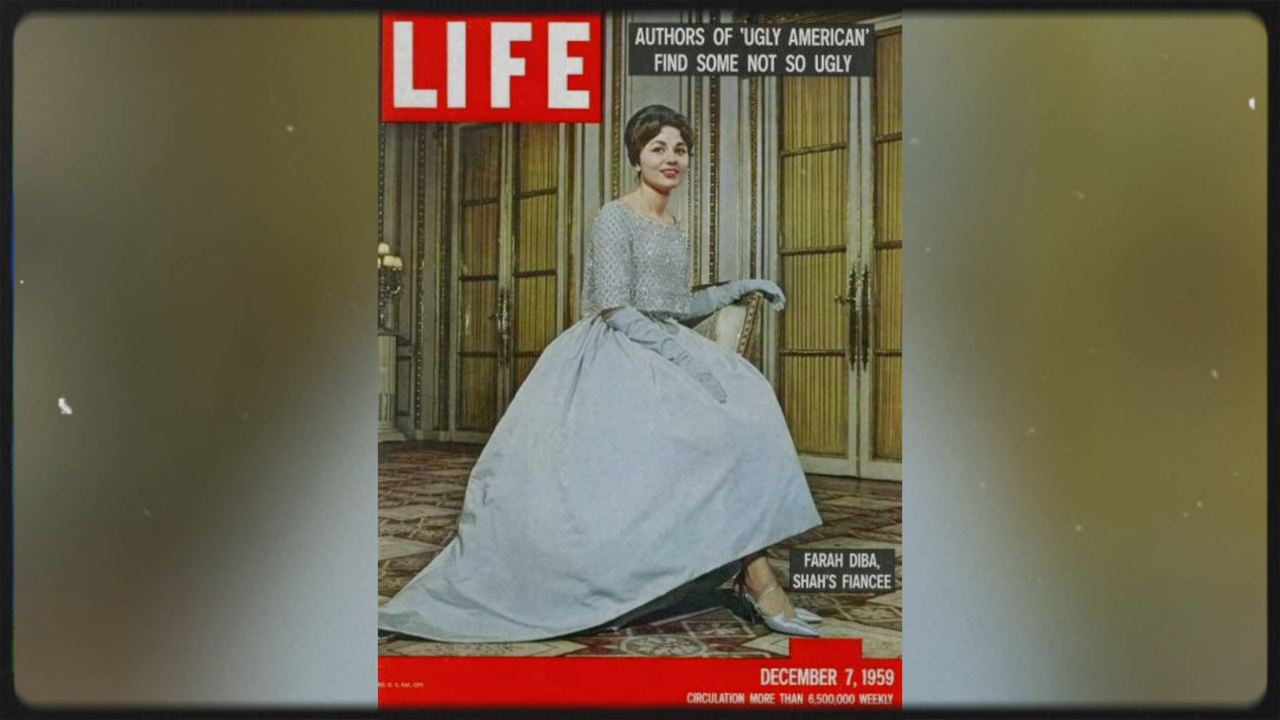 LIFE
AUTHORS OF 'UGLY AMERICAN'
FIND SOME NOT SO UGLY
FARAH DIBA,
SHAH'S FIANCEE
DECEMBER 7, 1959
CIRCULATION MORE THAN 6,500,000 WEEKLY